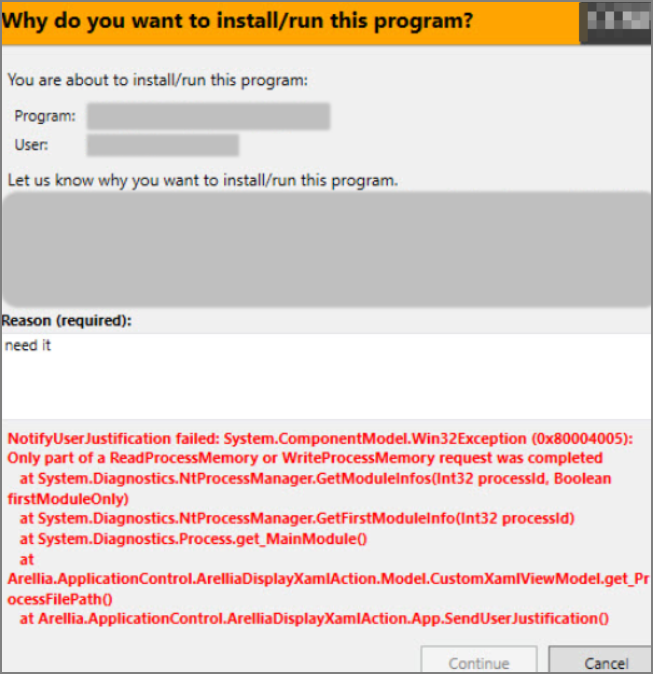 Why do you want to install/run this program?
You are about to install/run this program:
Program:
User:
Let us know why you want to install/run this program.
Reason (required):
need it
NotifyUserJustification failed: System.ComponentModel.Win32Exception (0x80004005):
Only part of a ReadProcessMemory or WriteProcessMemory request was completed
at System.Diagnostics.NtProcessManager.GetModuleInfos(Int32 processId, Boolean
firstModuleOnly)
at System.Diagnostics.NtProcessManager.GetFirstModuleInfo(Int32 processId)
at System.Diagnostics.Process.get_MainModule()
at
Arellia.ApplicationControl.ArelliaDisplayXamlAction.Model.CustomXamlViewModel.get_Pr
ocessFilePath()
at Arellia.ApplicationControl.ArelliaDisplayXamlAction.App.SendUserJustification()
Continue
Cancel